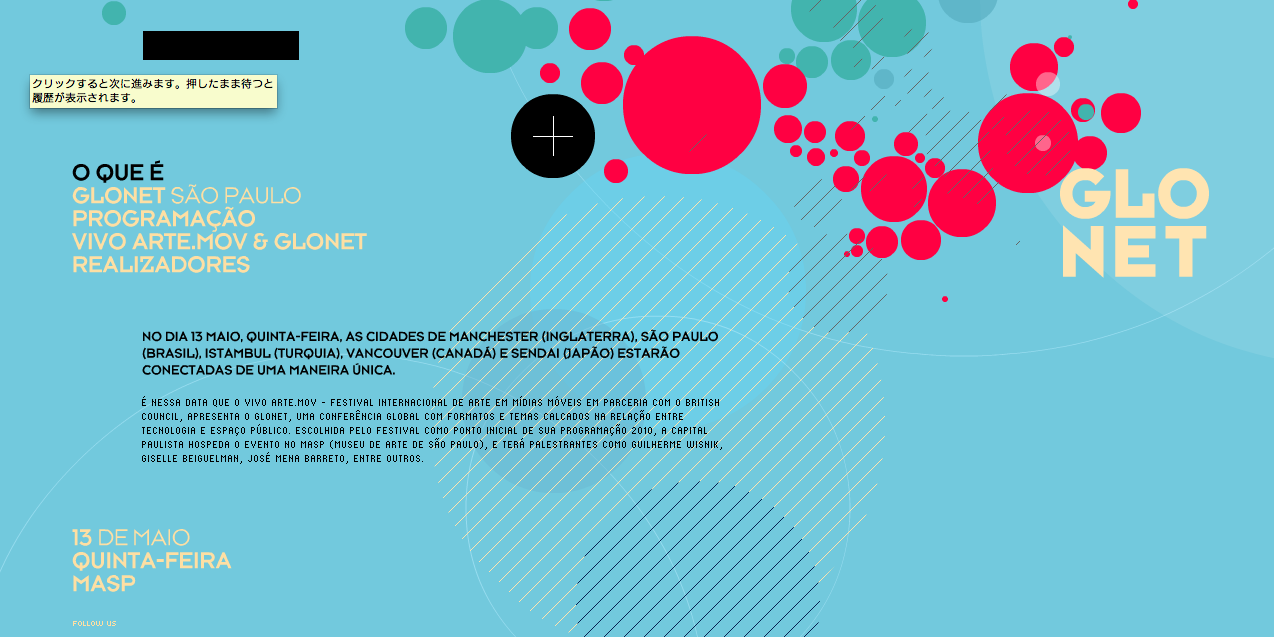 クリックすると次に進みます。押したまま待つと
履歴が表示されます。
O QUE É
GLONET SÃO PAULO
PROGRAMAÇÃO
VIVO ARTE.MOV & GLONET
REALIZADORES
GLO
NET
NO DIA 13 MAIO, QUINTA-FEIRA, AS CIDADES DE MANCHESTER (INGLATERRA), SÃO PAULO
(BRASIL), ISTAMBUL (TURQUIA), VANCOUVER (CANADÁ) E SENDAI (JAPÃO) ESTARÃO
CONECTADAS DE UMA MANEIRA ÚNICA.
É NESSA DATA QUE O VIVO ARTE.MOV - FESTIVAL INTERNACIONAL DE ARTE EM MÍDIAS MÓVEIS EM PARCERIA COM O BRITISH
COUNCIL, APRESENTA O GLONET, UMA CONFERÊNCIA GLOBAL COM FORMATOS E TEMAS CALCADOS NA RELAÇÃO ENTRE
TECNOLOGIA E ESPAÇO PÚBLICO. ESCOLHIDA PELO FESTIVAL COMO PONTO INICIAL DE SUA PROGRAMAÇÃO 2010, A CAPITAL
PAULISTA HOSPEDA O EVENTO NO MASP (MUSEU DE ARTE DE SÃO PAULO), E TERÁ PALESTRANTES COMO GUILHERME WISNIK,
GISELLE BEIGUELMAN, JOSÉ MENA BARRETO, ENTRE OUTROS.
13 DE MAIO
QUINTA-FEIRA
MASP
FOLLOW US